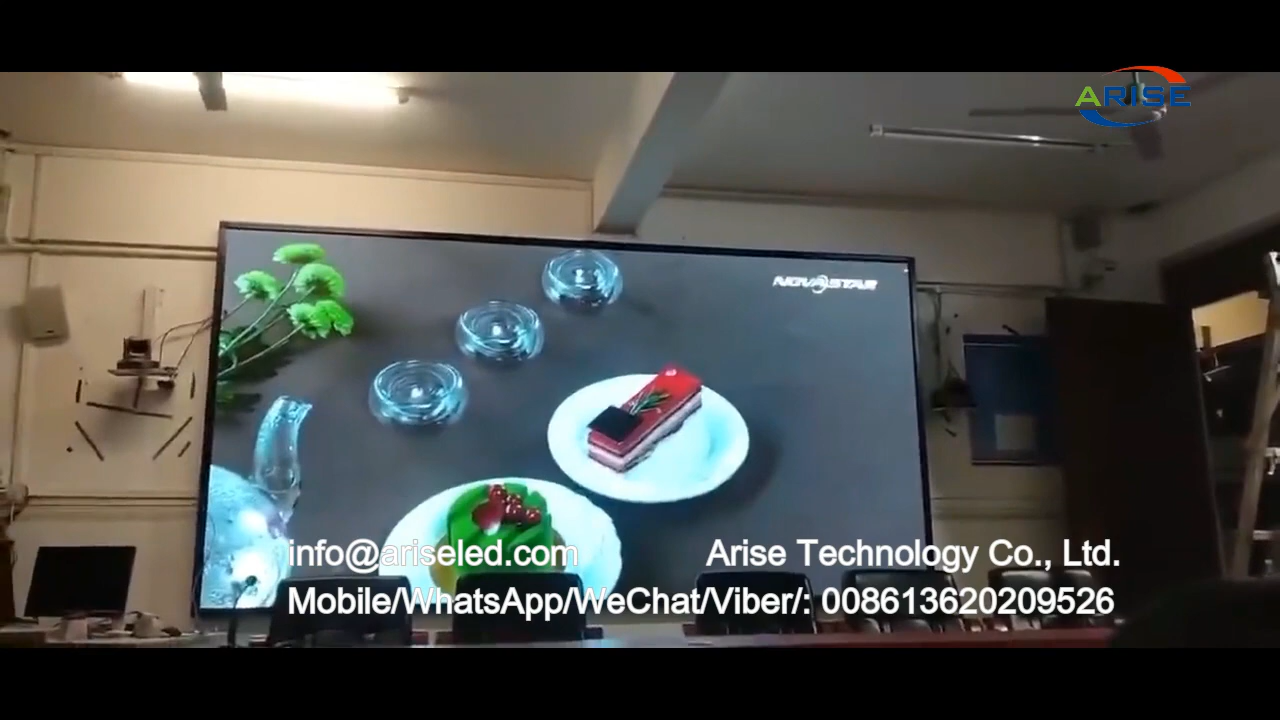 ARISE
NOVASTAR
info@ariseled.com Arise Technology Co., Ltd.
Mobile/WhatsApp/WeChat/Viber/: 008613620209526